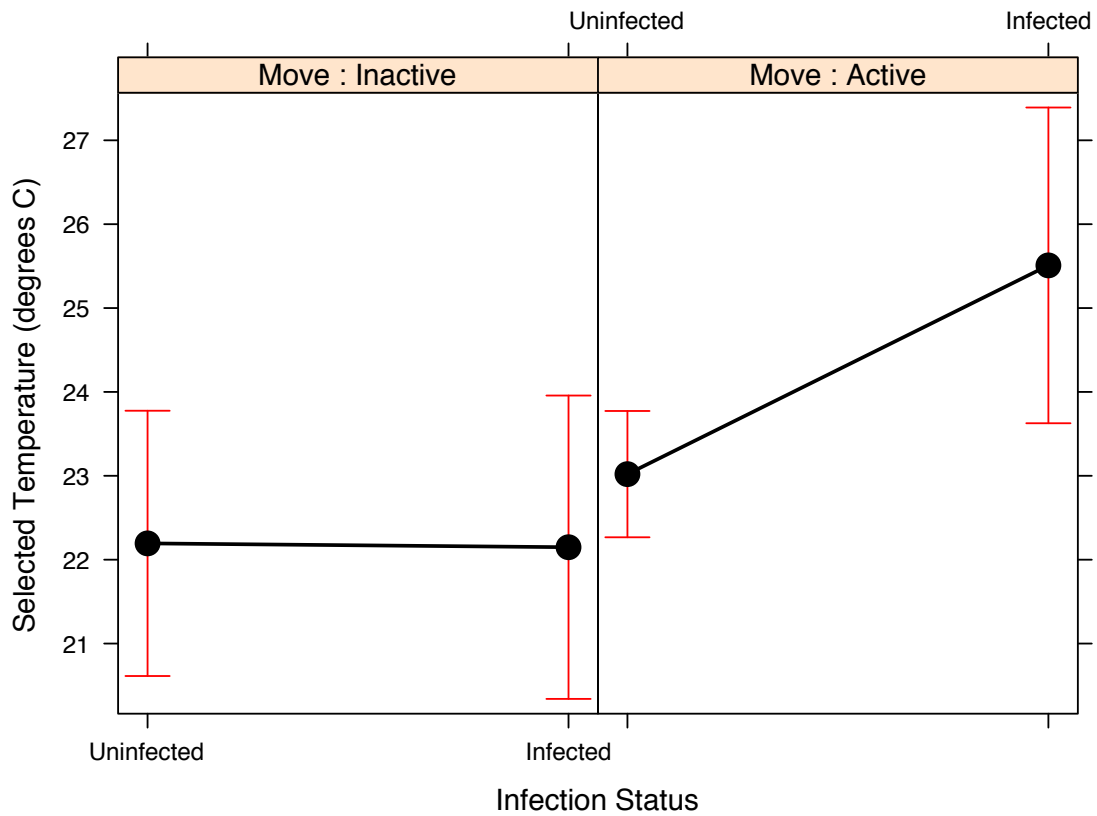 Uninfected
Infected
Move : Inactive
Move : Active
27
26
25
24
23
22
21
Selected Temperature (degrees C)
Uninfected
Infected
Infection Status